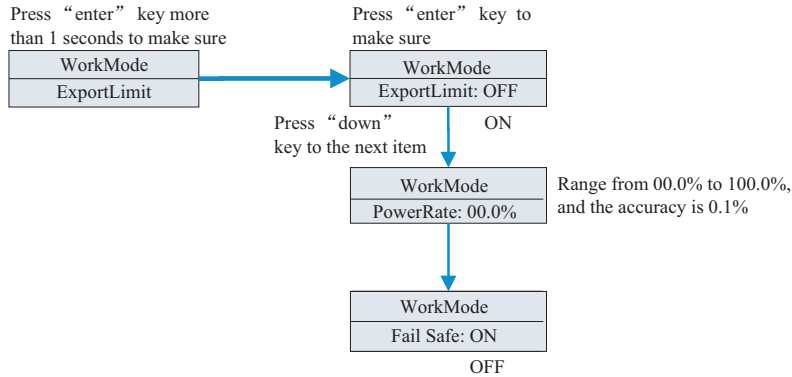 Press “enter” key more
than 1 seconds to make sure
WorkMode
ExportLimit
Press “enter” key to
make sure
WorkMode
ExportLimit: OFF
ON
Press “down”
key to the next item
WorkMode
PowerRate: 00.0%
Range from 00.0% to 100.0%,
and the accuracy is 0.1%
WorkMode
Fail Safe: ON
OFF